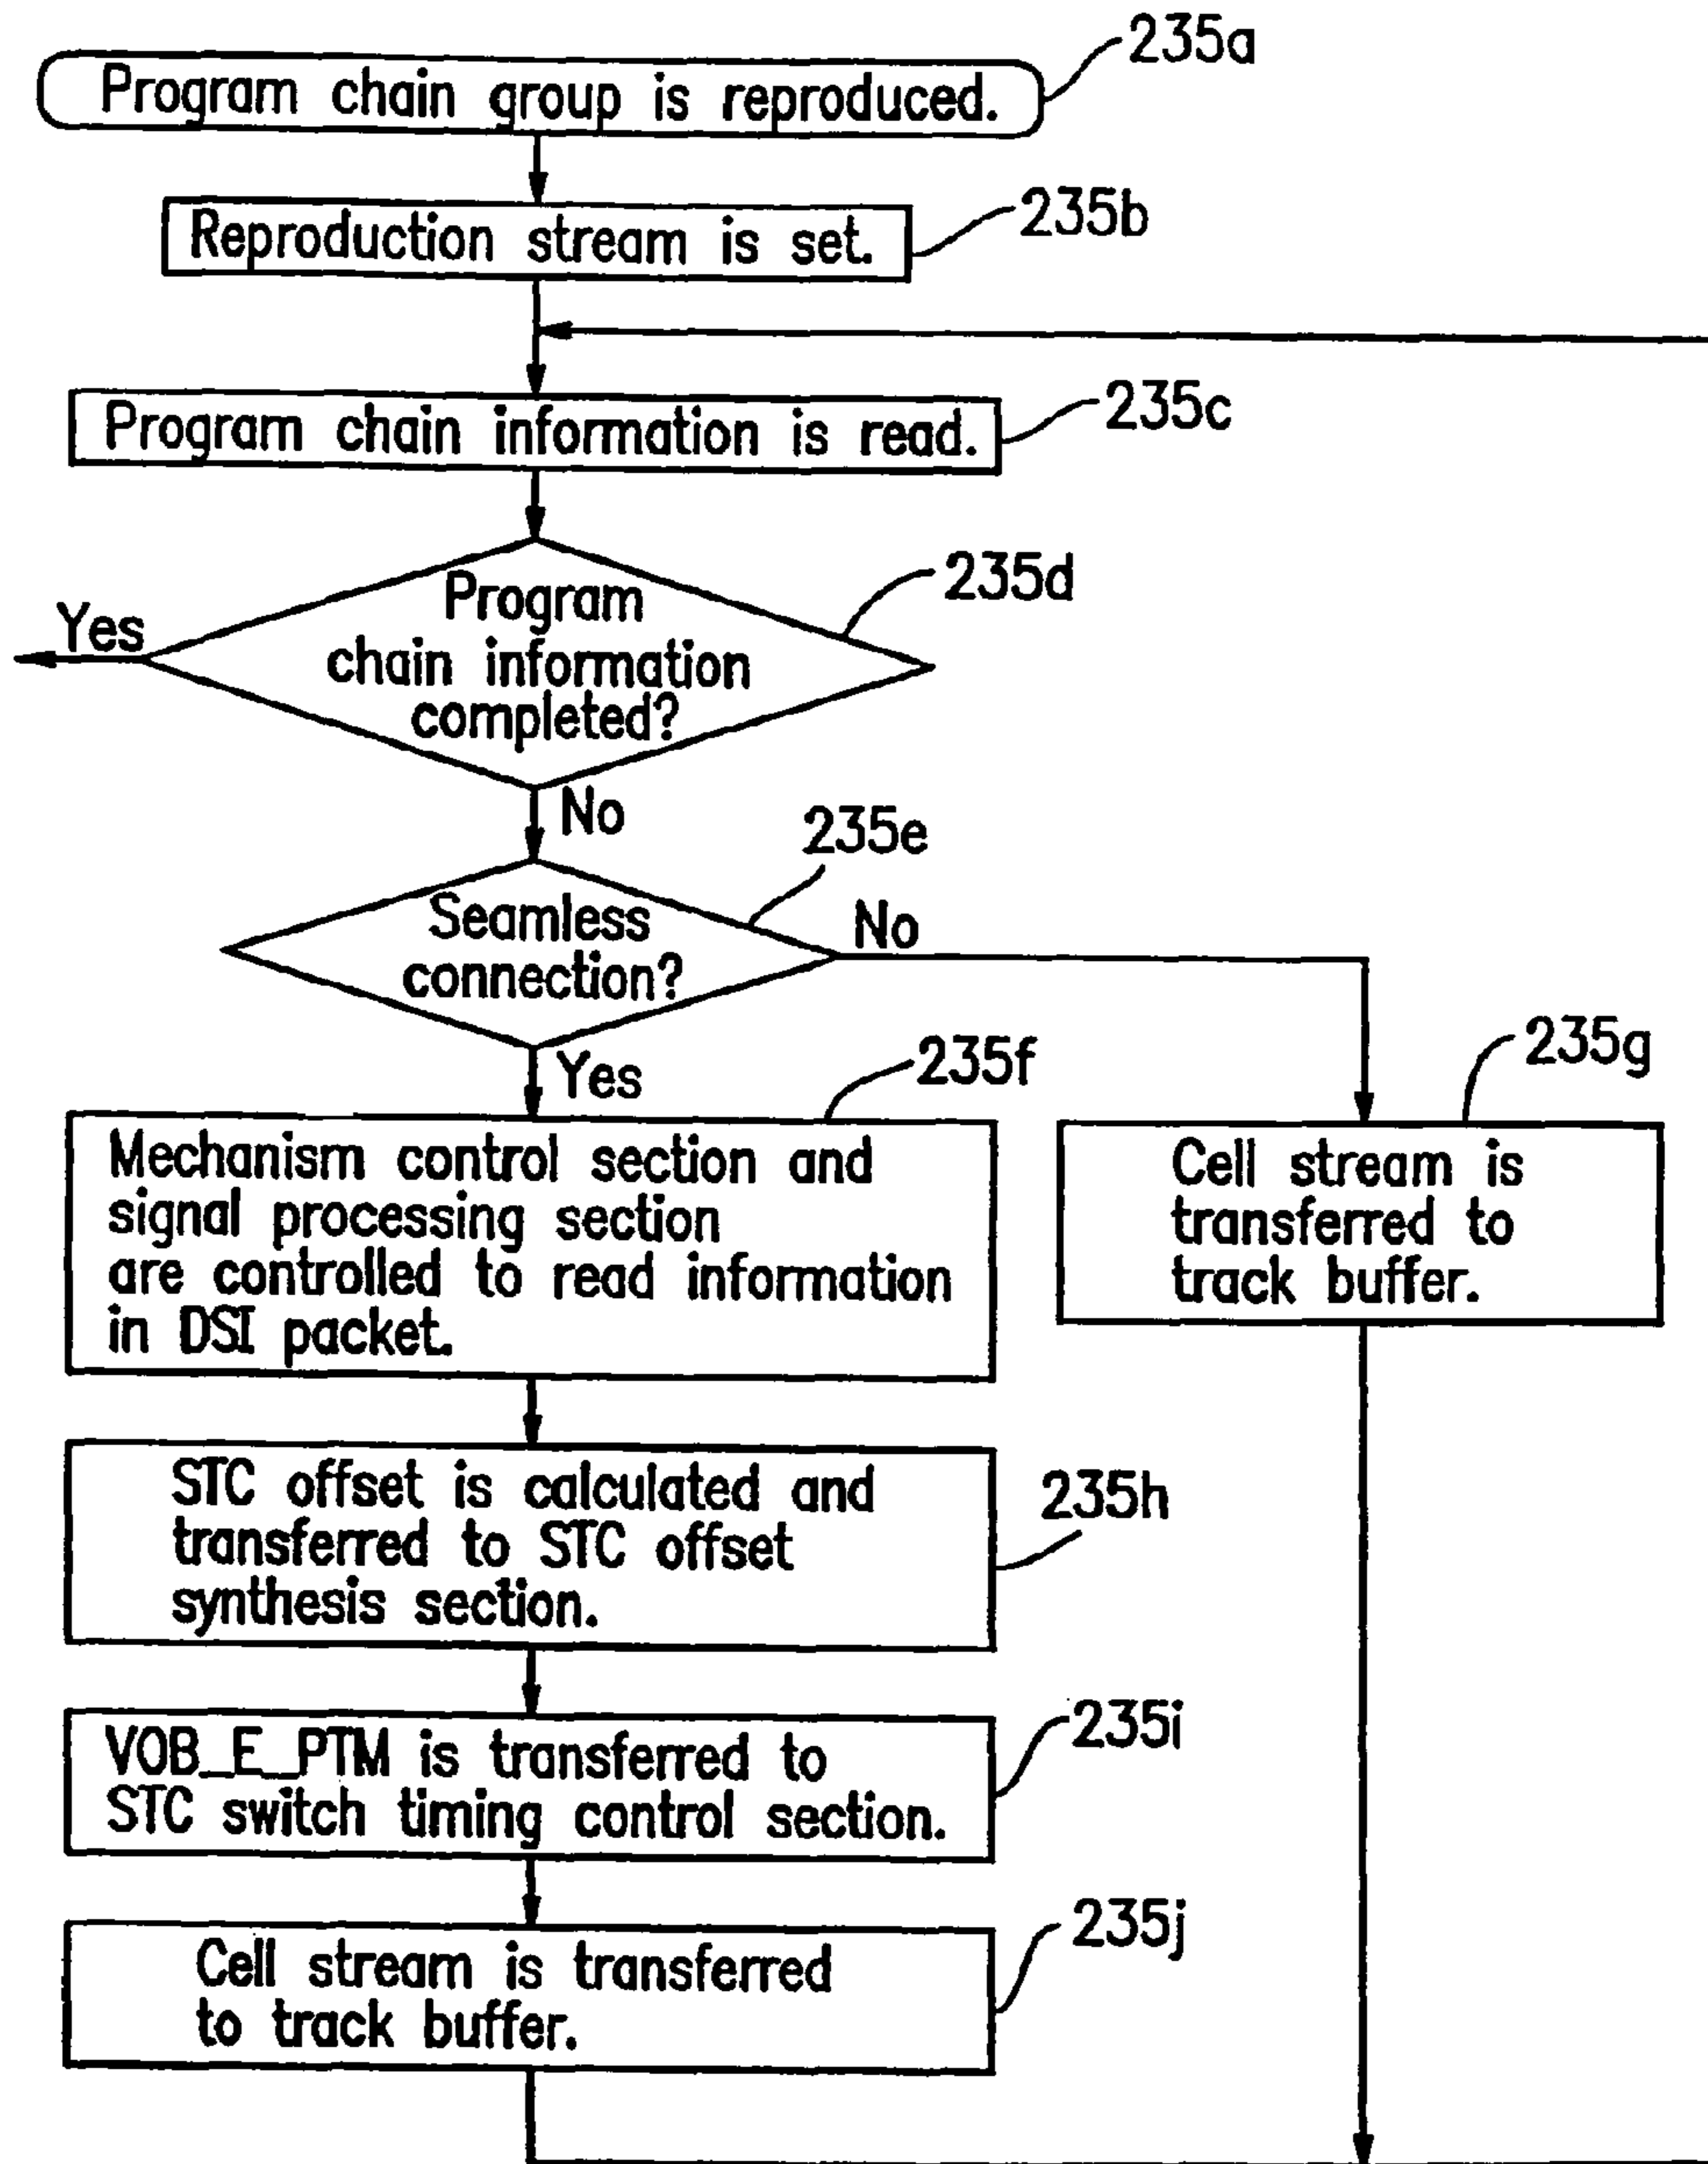 235a
Program chain group is reproduced.
235b
Reproduction stream is set.
235c
Program chain information is read.
235d
Program
chain information
completed?
Yes
No
235e
Seamless
connection?
No
Yes
235f
Mechanism control section and
signal processing section
are controlled to read information
in DSI packet.
235g
Cell stream is
transferred to
track buffer.
235h
STC offset is calculated and
transferred to STC offset
synthesis section.
235i
VOB_E_PTM is transferred to
STC switch timing control section.
235j
Cell stream is transferred
to track buffer.